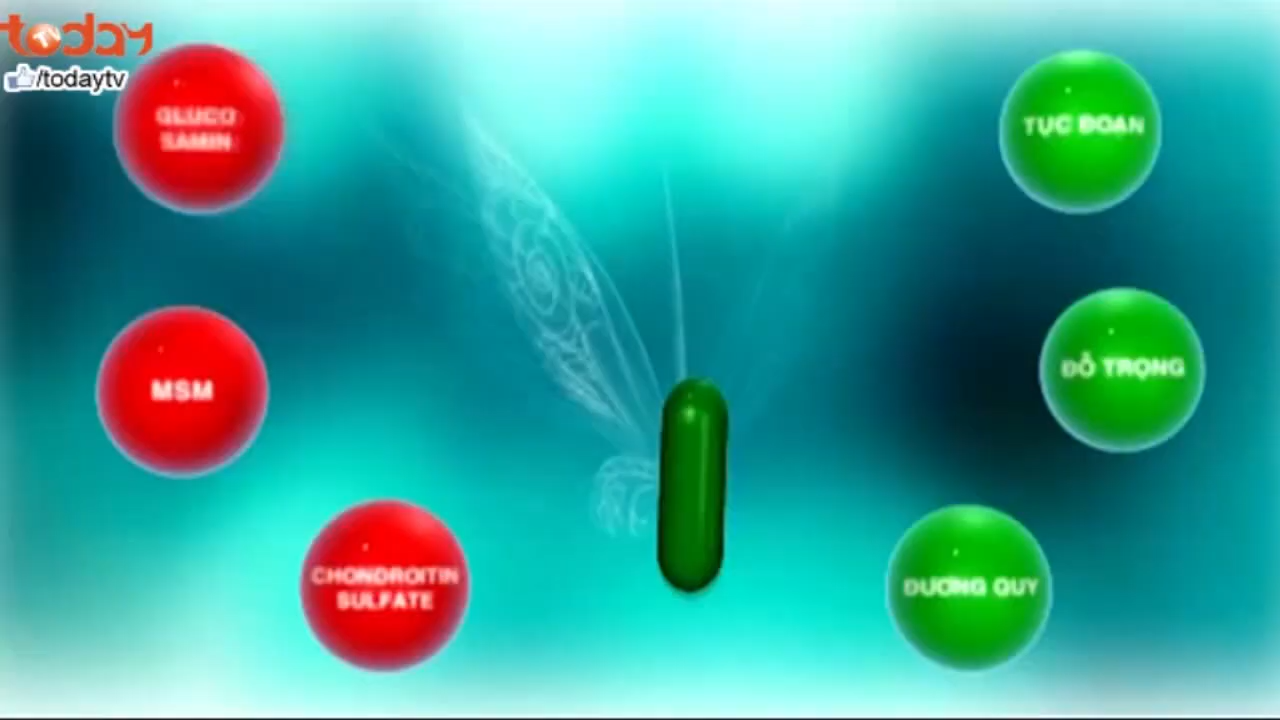 today
/todaytv
GLUCO
SAMIN
TỤC ĐOẠN
MSM
ĐỖ TRỌNG
CHONDROITIN
SULFATE
ĐƯƠNG QUY